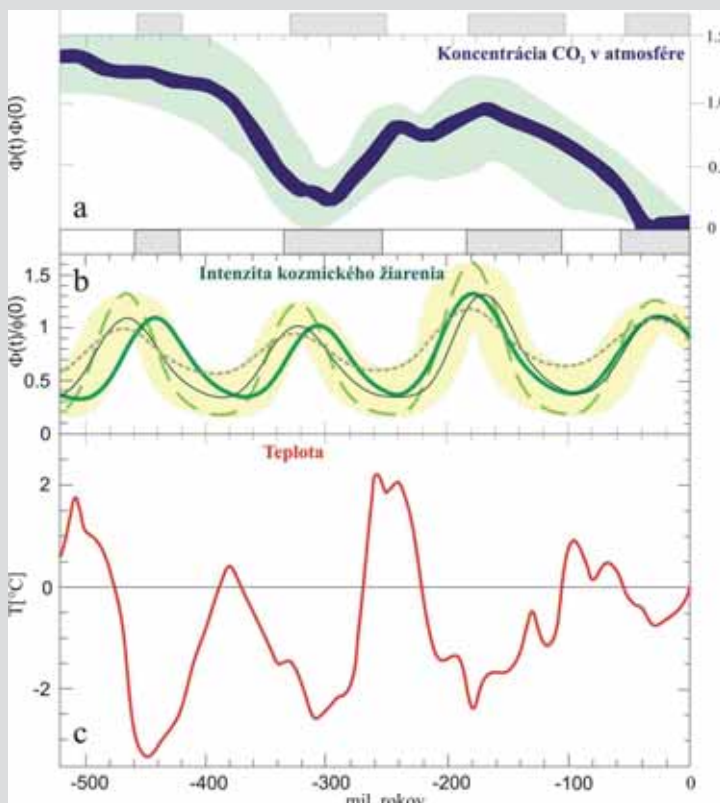 1.5
Koncentrácia CO₂ v atmosfére
1.0
Φ(t) Φ(0)
0.
a
0
b
Intenzita kozmického žiarenia
1.5
1
0.5
0
Φ(t)/ϕ(0)
Teplota
2
0
-2
T[°C]
c
-500
-400
-300
-200
-100
0
mil. rokov